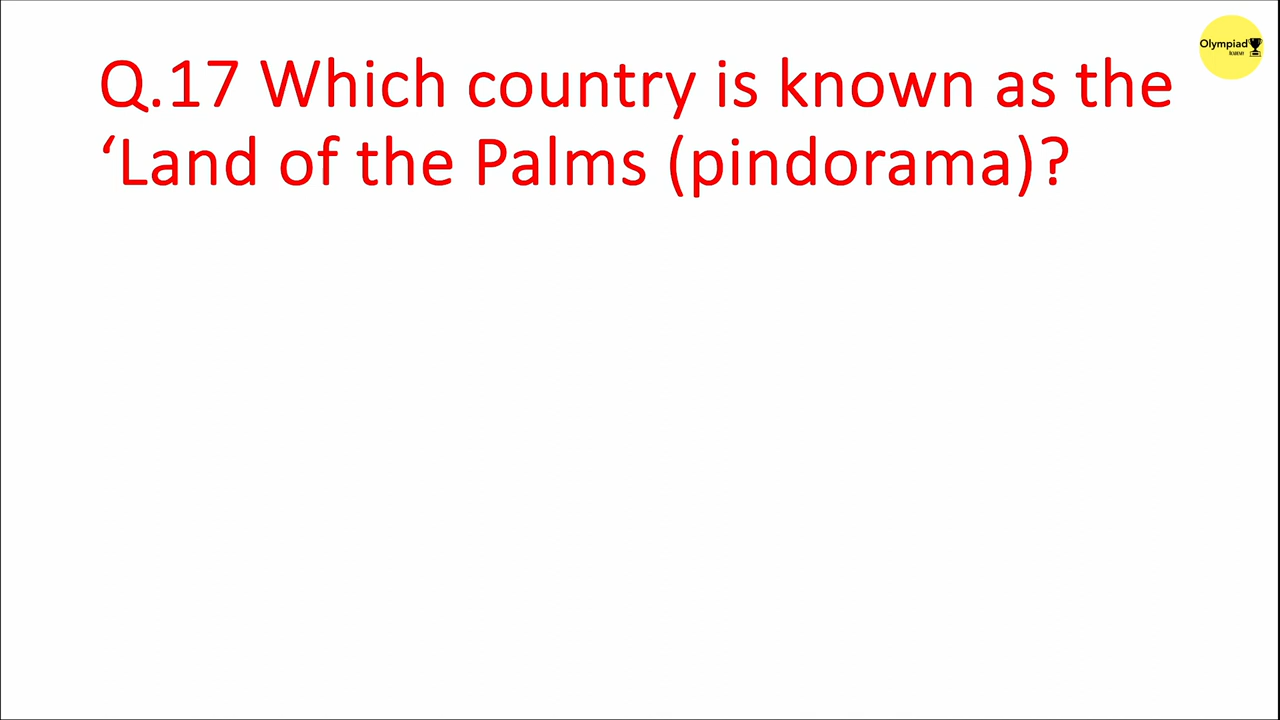 Olympiad
Q.17 Which country is known as the
‘Land of the Palms (pindorama)?